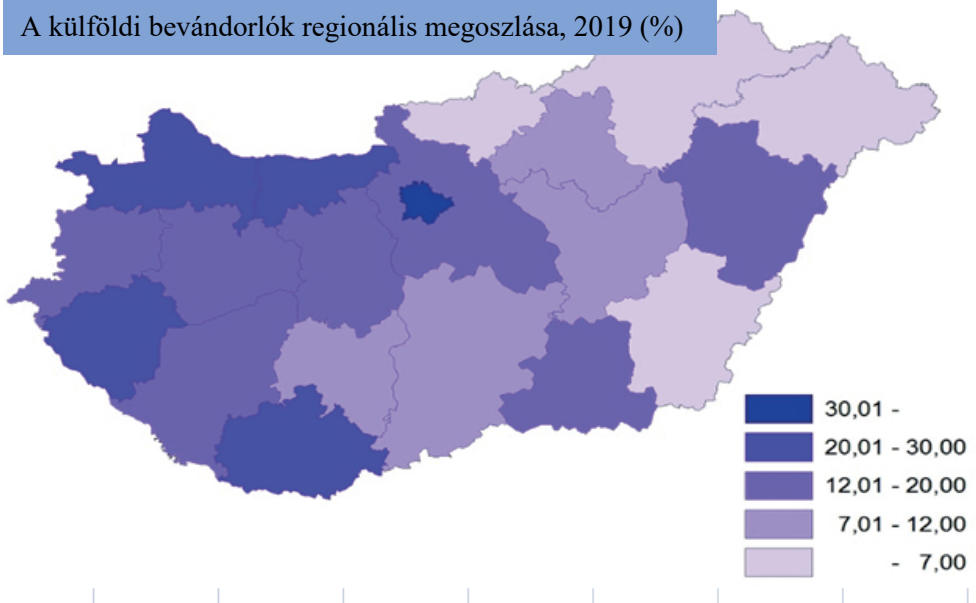 A külföldi bevándorlók regionális megoszlása, 2019 (%)
30,01 -
20,01 - 30,00
12,01 - 20,00
7,01 - 12,00
- 7,00